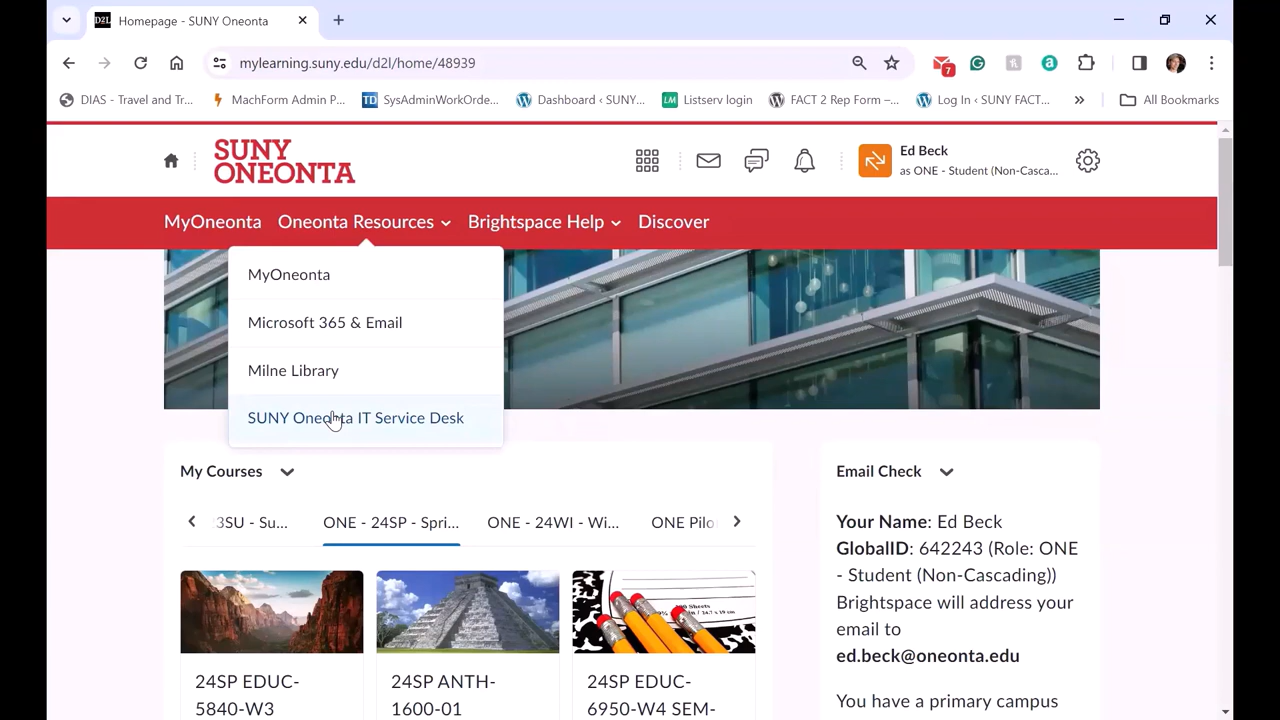 Homepage - SUNY Oneonta
mylearning.suny.edu/d2l/home/48939
7
DIAS - Travel and Tr... MachForm Admin P... SysAdminWorkOrde... Dashboard ‹ SUNY... Listserv login FACT 2 Rep Form –... Log In ‹ SUNY FACT... All Bookmarks
SUNY
ONEONTA
Ed Beck
as ONE - Student (Non-Casca...
MyOneonta Oneonta Resources Brightspace Help Discover
MyOneonta
Microsoft 365 & Email
Milne Library
SUNY Oneonta IT Service Desk
My Courses
3SU - Su... ONE - 24SP - Spri... ONE - 24WI - Wi... ONE Pilo
24SP EDUC-
5840-W3
24SP ANTH-
1600-01
24SP EDUC-
6950-W4 SEM-
Email Check
Your Name: Ed Beck
GlobalID: 642243 (Role: ONE
- Student (Non-Cascading))
Brightspace will address your
email to
ed.beck@oneonta.edu
You have a primary campus